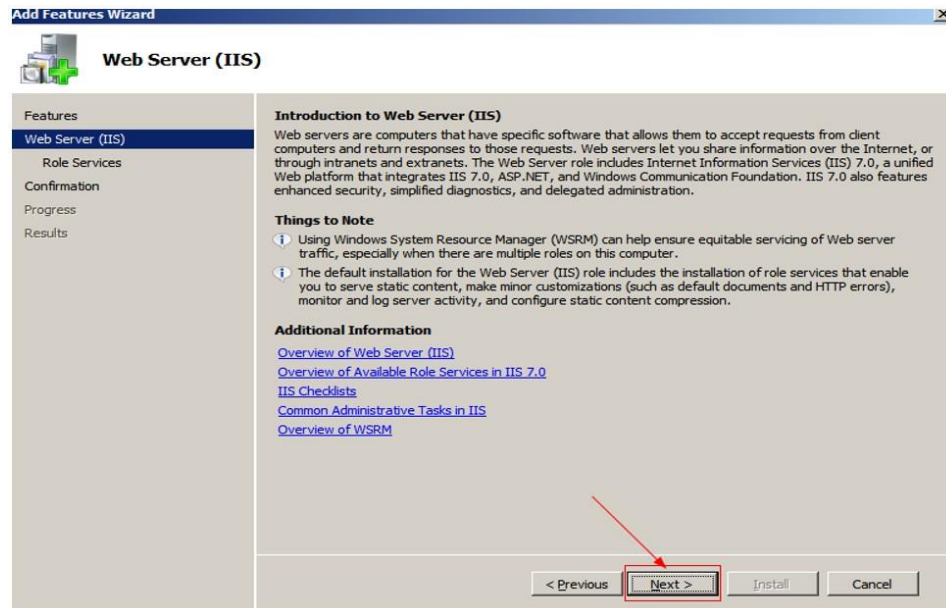 Add Features Wizard
Web Server (IIS)
Features
Web Server (IIS)
Role Services
Confirmation
Progress
Results
Introduction to Web Server (IIS)
Web servers are computers that have specific software that allows them to accept requests from client
computers and return responses to those requests. Web servers let you share information over the Internet, or
through intranets and extranets. The Web Server role includes Internet Information Services (IIS) 7.0, a unified
Web platform that integrates IIS 7.0, ASP.NET, and Windows Communication Foundation. IIS 7.0 also features
enhanced security, simplified diagnostics, and delegated administration.
Things to Note
Using Windows System Resource Manager (WSRM) can help ensure equitable servicing of Web server
traffic, especially when there are multiple roles on this computer.
The default installation for the Web Server (IIS) role includes the installation of role services that enable
you to serve static content, make minor customizations (such as default documents and HTTP errors),
monitor and log server activity, and configure static content compression.
Additional Information
Overview of Web Server (IIS)
Overview of Available Role Services in IIS 7.0
IIS Checklists
Common Administrative Tasks in IIS
Overview of WSRM
< Previous Next > Install Cancel